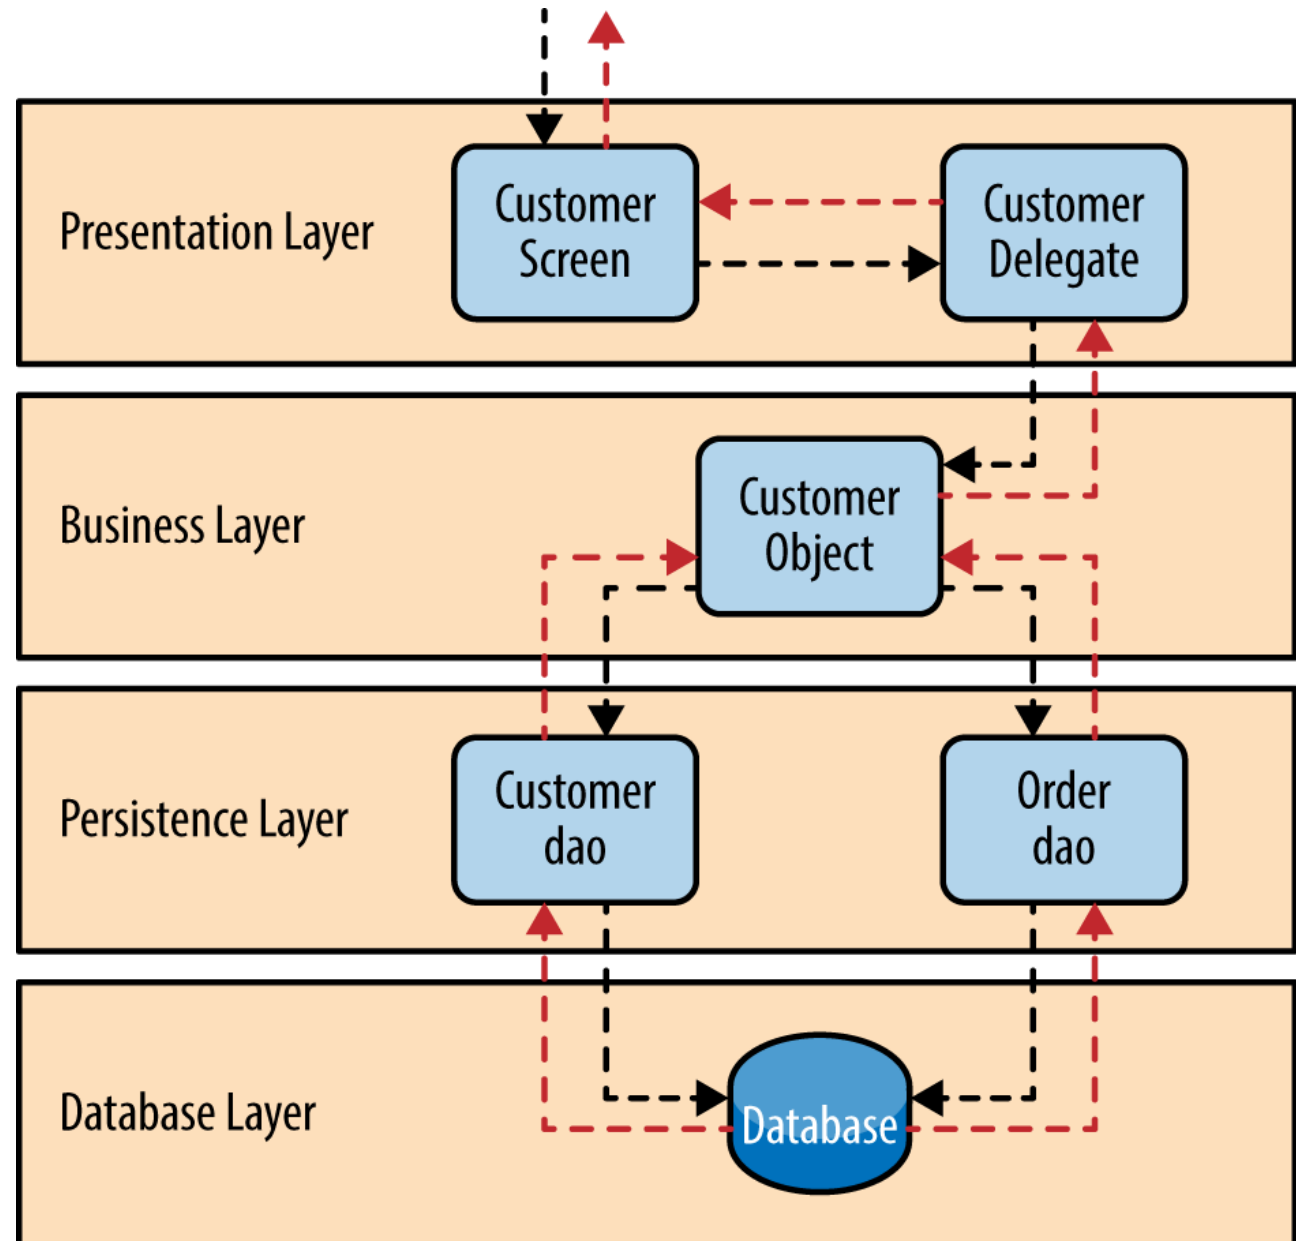 Presentation Layer
Customer
Screen
Customer
Delegate
Business Layer
Customer
Object
Persistence Layer
Customer
dao
Order
dao
Database Layer
Database